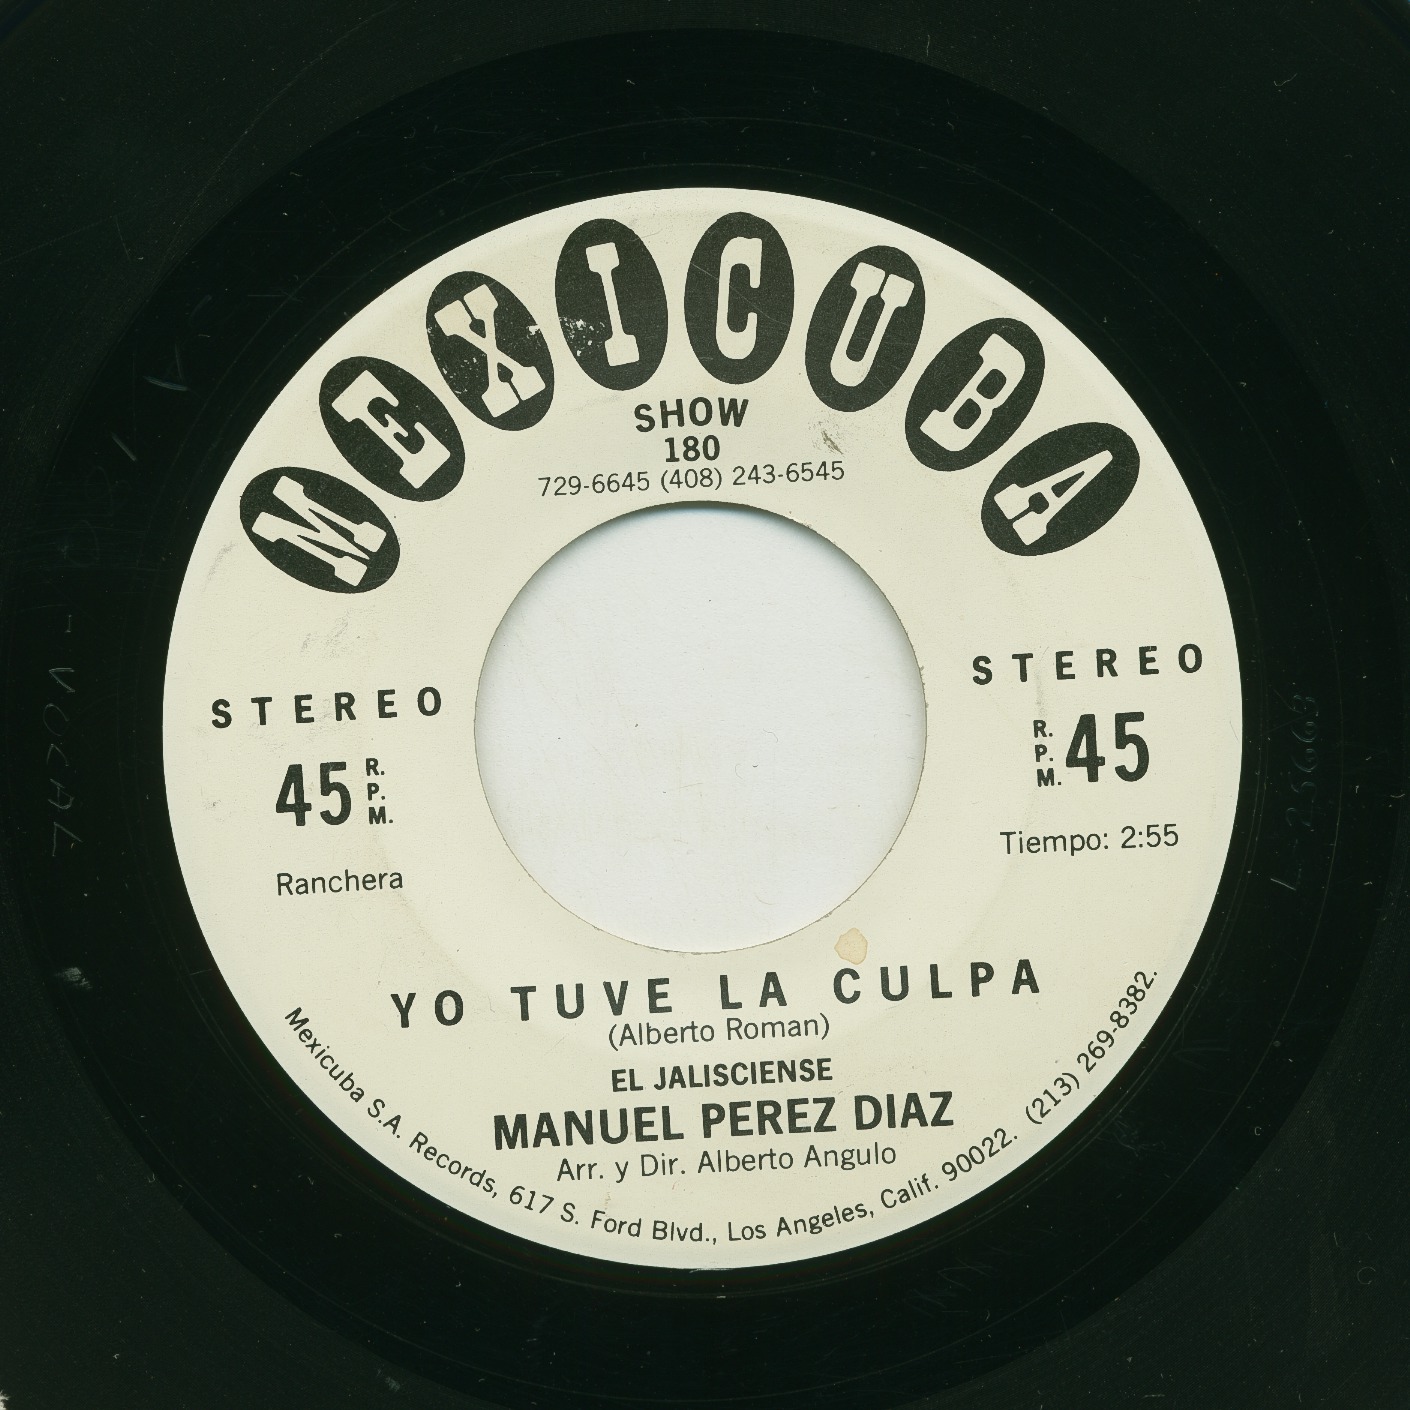 MEXICUBA
SHOW
180
729-6645 (408) 243-6545
STEREO
45 R.P.M.
Ranchera
STEREO
R.P.M. 45
Tiempo: 2:55
YO TUVE LA CULPA
(Alberto Roman)
EL JALISCIENSE
MANUEL PEREZ DIAZ
Arr. y Dir. Alberto Angulo
Mexicuba S.A. Records, 617 S. Ford Blvd., Los Angeles, Calif. 90022. (213) 269-8382.
VOCAL